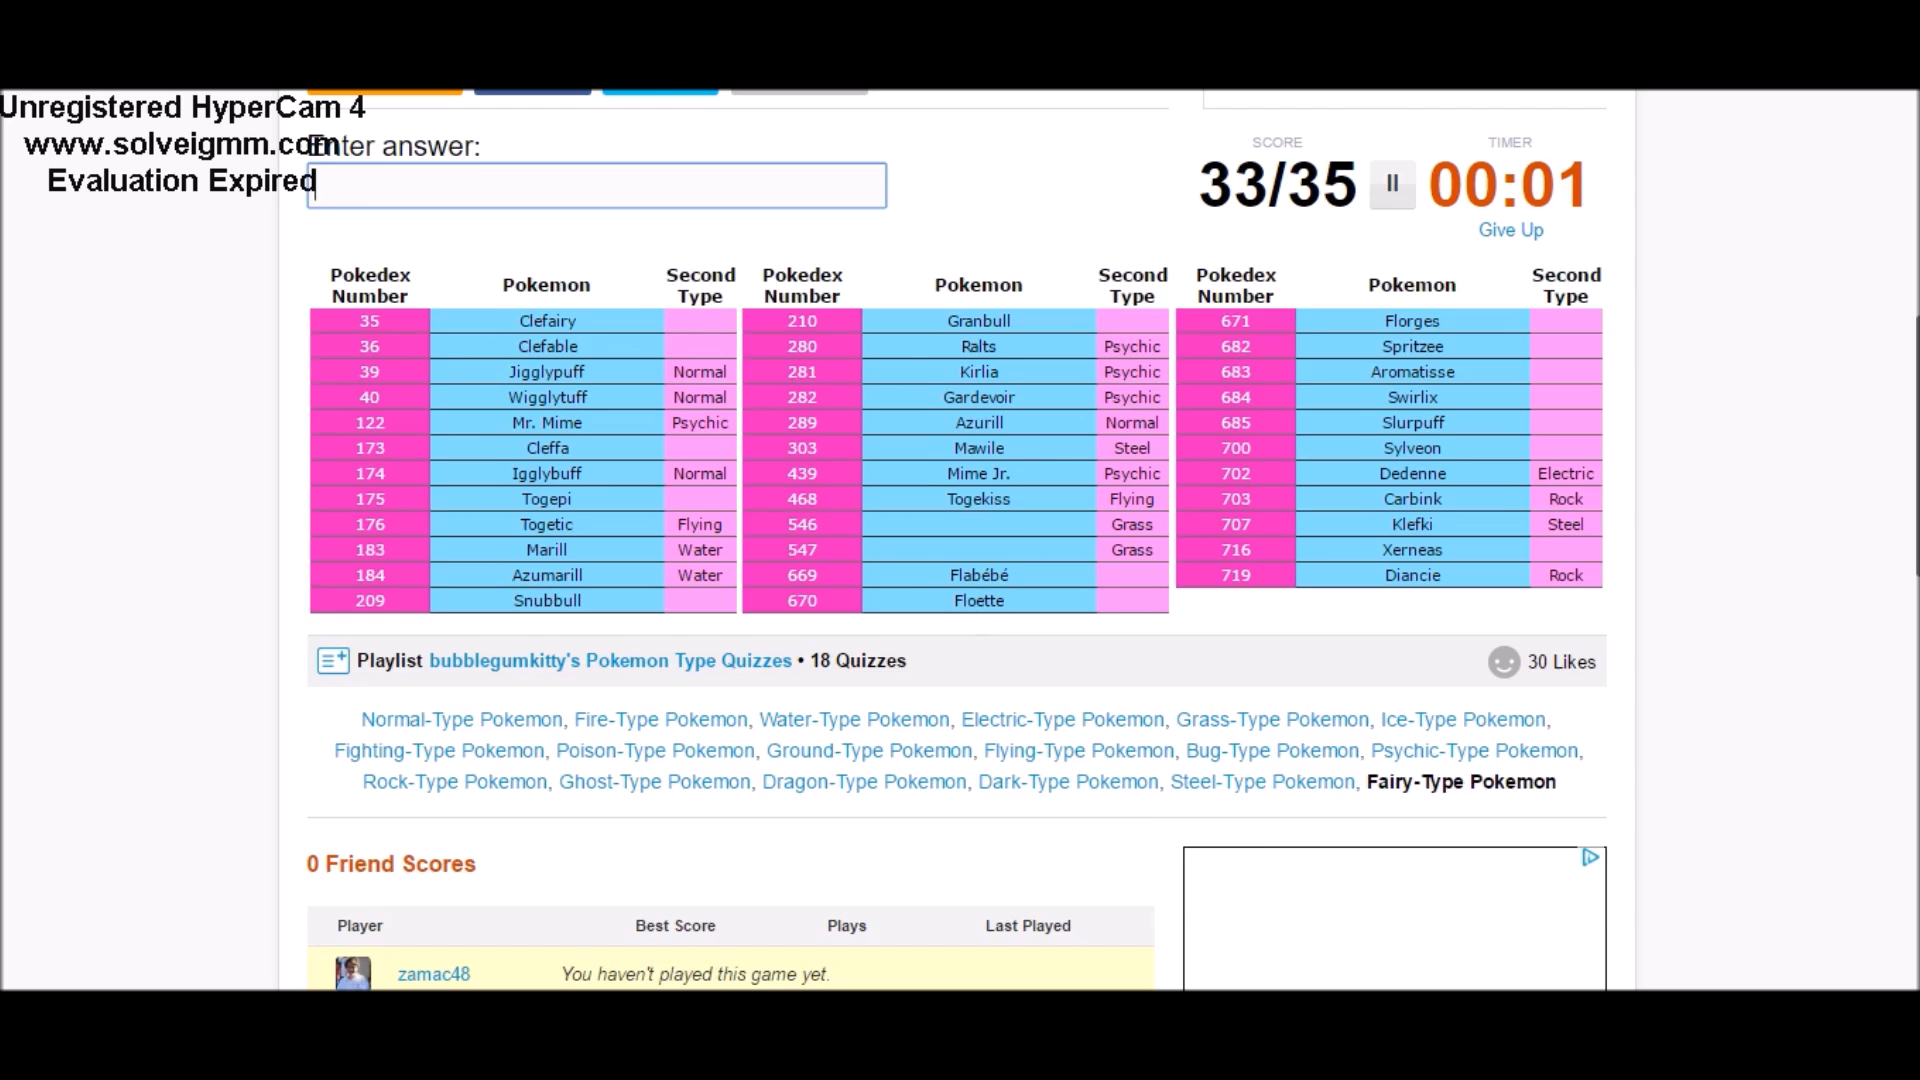 Unregistered HyperCam 4
www.solveigmm.com
Evaluation Expired
Enter answer:
SCORE
33/35
TIMER
00:01
Give Up
Pokedex Number Pokemon Second Type Pokedex Number Pokemon Second Type Pokedex Number Pokemon Second Type
35 Clefairy 210 Granbull 671 Florges
36 Clefable 280 Ralts Psychic 682 Spritzee
39 Jigglypuff Normal 281 Kirlia Psychic 683 Aromatisse
40 Wigglytuff Normal 282 Gardevoir Psychic 684 Swirlix
122 Mr. Mime Psychic 289 Azurill Normal 685 Slurpuff
173 Cleffa 303 Mawile Steel 700 Sylveon
174 Igglybuff Normal 439 Mime Jr. Psychic 702 Dedenne Electric
175 Togepi 468 Togekiss Flying 703 Carbink Rock
176 Togetic Flying 546 Grass 707 Klefki Steel
183 Marill Water 547 Grass 716 Xerneas
184 Azumarill Water 669 Flabébé 719 Diancie Rock
209 Snubbull 670 Floette
Playlist bubblegumkitty's Pokemon Type Quizzes • 18 Quizzes 30 Likes
Normal-Type Pokemon, Fire-Type Pokemon, Water-Type Pokemon, Electric-Type Pokemon, Grass-Type Pokemon, Ice-Type Pokemon,
Fighting-Type Pokemon, Poison-Type Pokemon, Ground-Type Pokemon, Flying-Type Pokemon, Bug-Type Pokemon, Psychic-Type Pokemon,
Rock-Type Pokemon, Ghost-Type Pokemon, Dragon-Type Pokemon, Dark-Type Pokemon, Steel-Type Pokemon, Fairy-Type Pokemon
0 Friend Scores
Player Best Score Plays Last Played
zamac48 You haven't played this game yet.